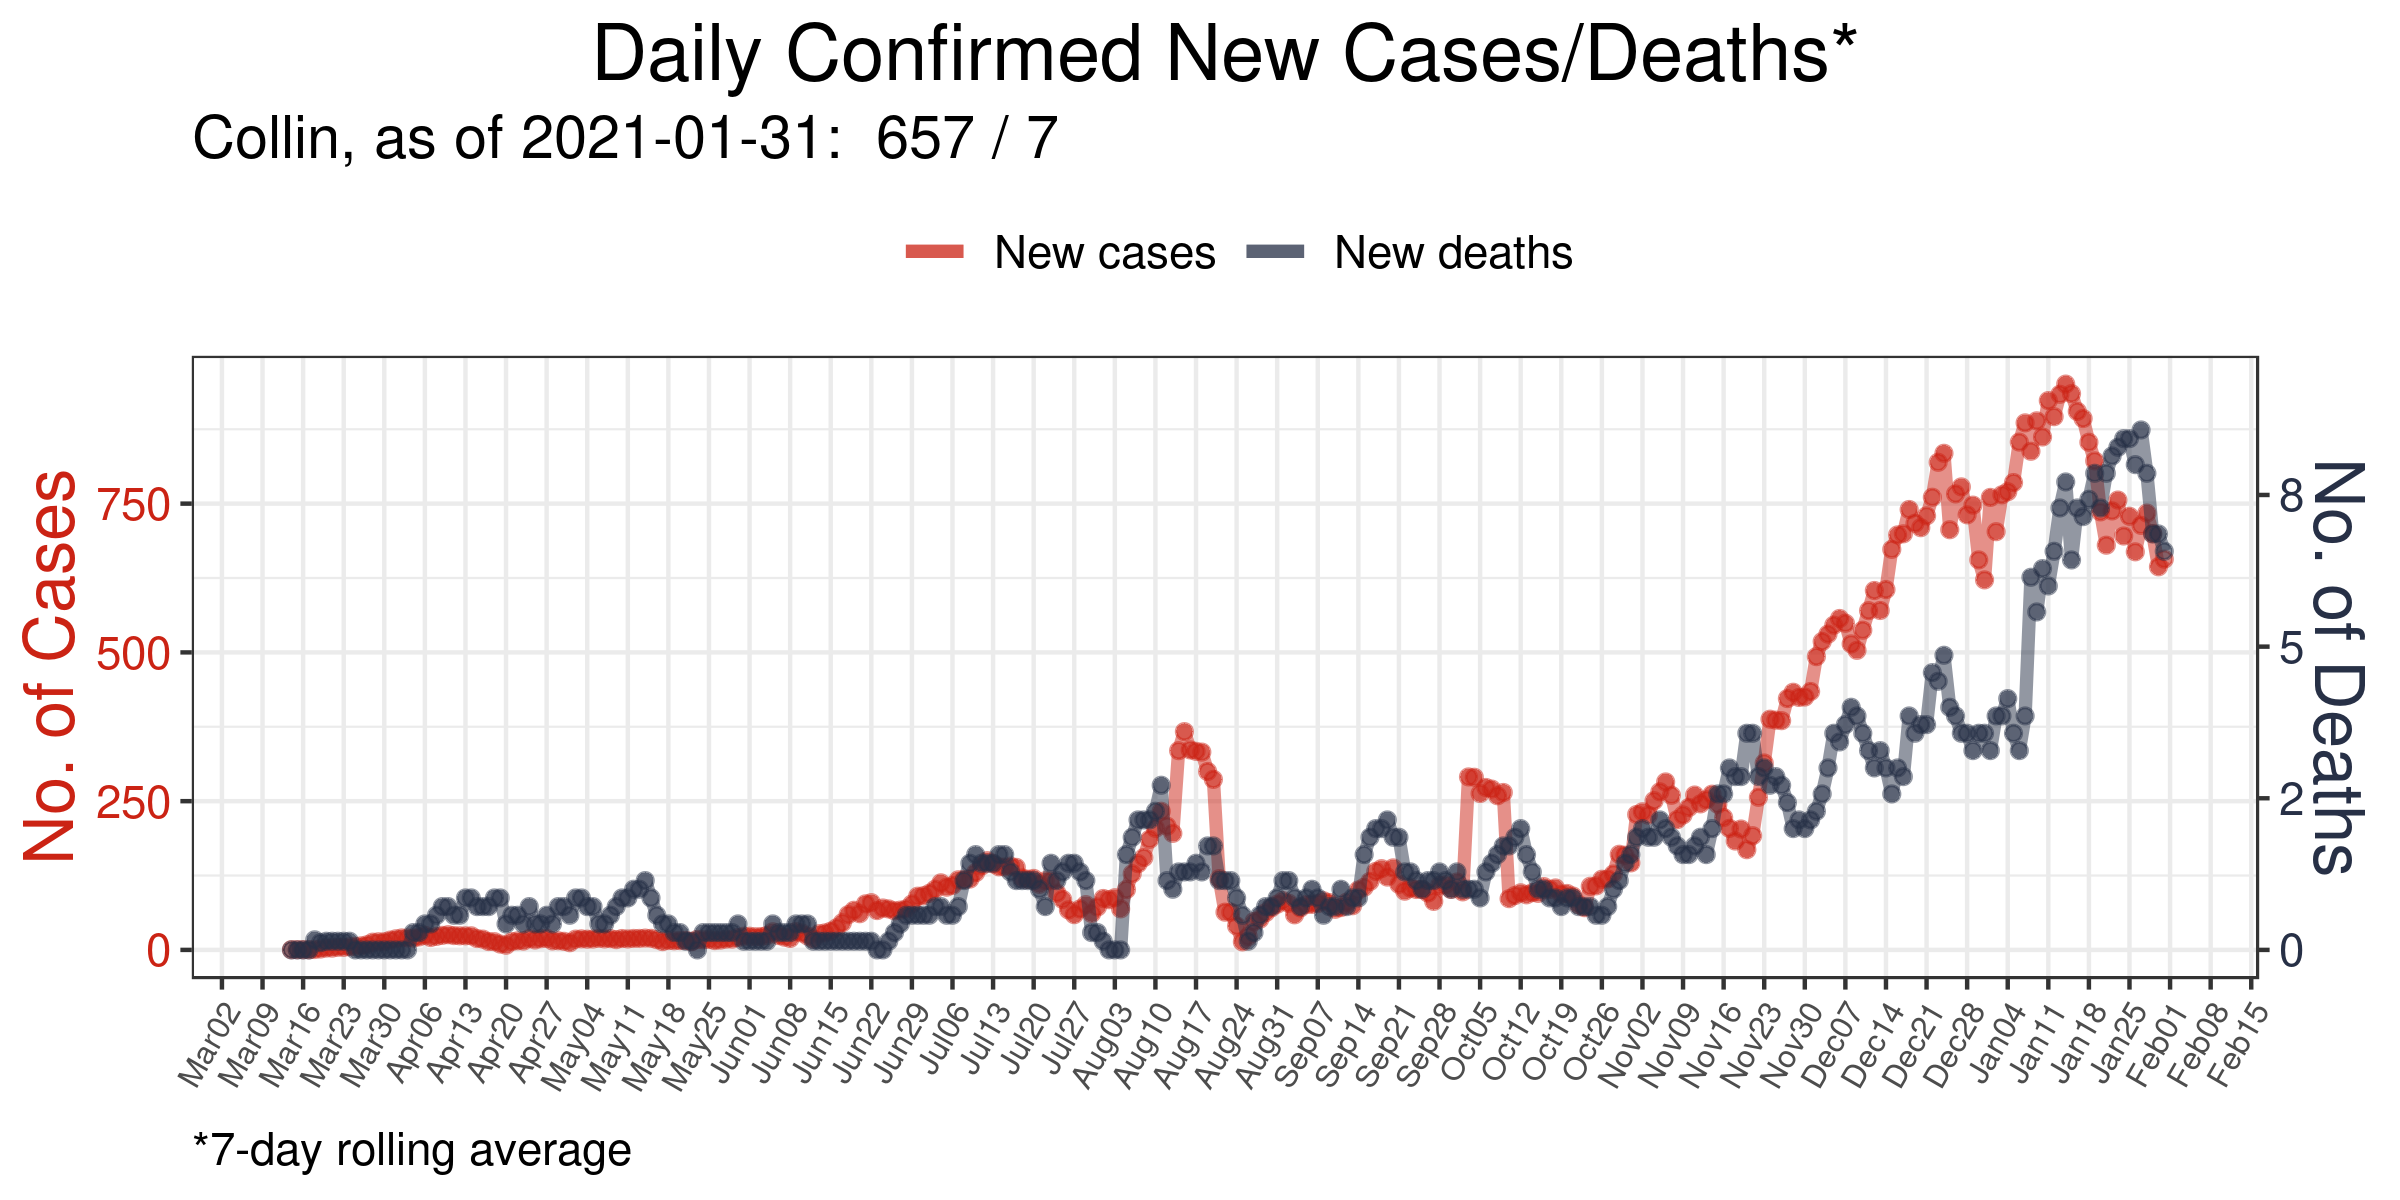 Daily Confirmed New Cases/Deaths*
Collin, as of 2021-01-31:  657 / 7
New cases
New deaths
No. of Cases
750
500
250
0
8
5
2
0
No. of Deaths
Mar02
Mar09
Mar16
Mar23
Mar30
Apr06
Apr13
Apr20
Apr27
May04
May11
May18
May25
Jun01
Jun08
Jun15
Jun22
Jun29
Jul06
Jul13
Jul20
Jul27
Aug03
Aug10
Aug17
Aug24
Aug31
Sep07
Sep14
Sep21
Sep28
Oct05
Oct12
Oct19
Oct26
Nov02
Nov09
Nov16
Nov23
Nov30
Dec07
Dec14
Dec21
Dec28
Jan04
Jan11
Jan18
Jan25
Feb01
Feb08
Feb15
*7-day rolling average